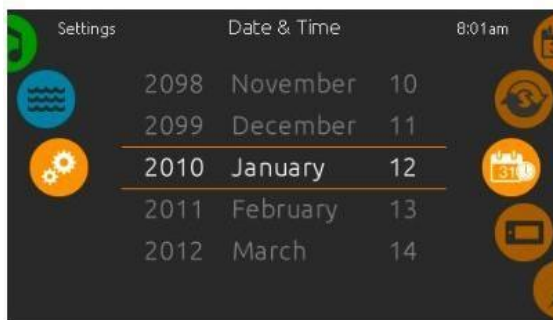 Settings Date & Time 8:01am
2098 November 10
2099 December 11
2010 January 12
31
2011 February 13
2012 March 14